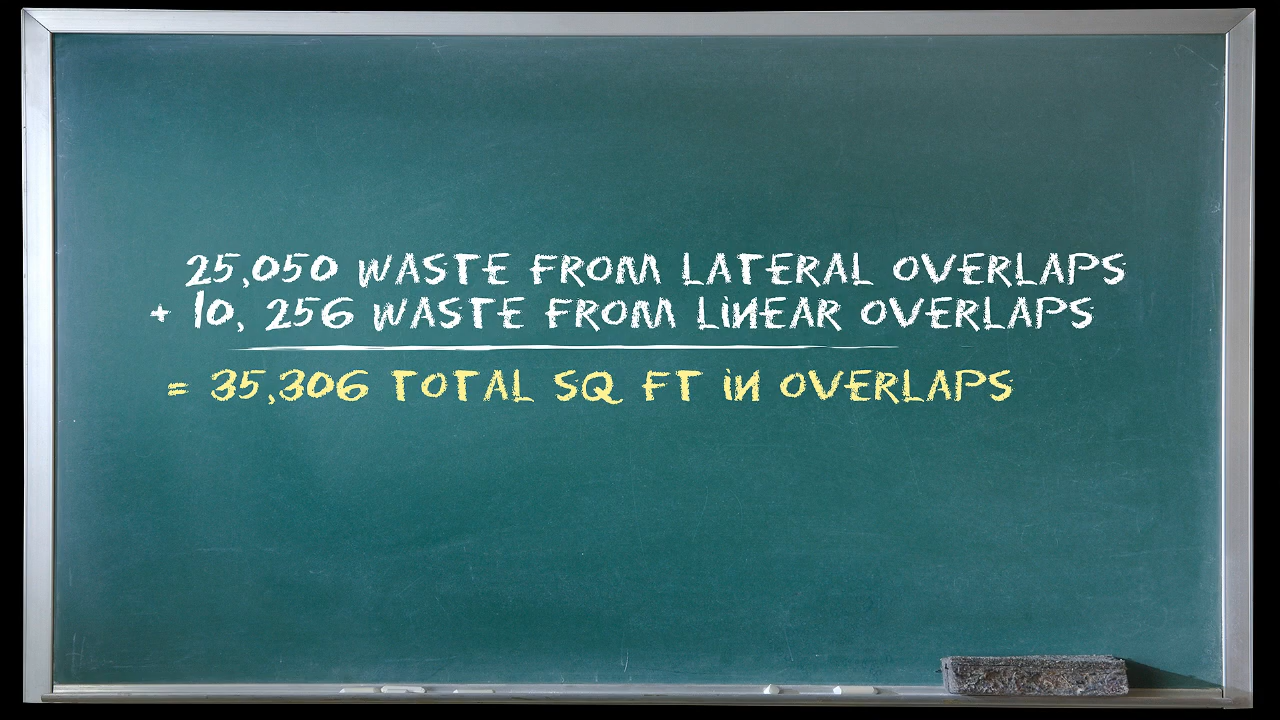 25,050 WASTE FROM LATERAL OVERLAPS
+ 10, 256 WASTE FROM LINEAR OVERLAPS
= 35,306 TOTAL SQ FT IN OVERLAPS